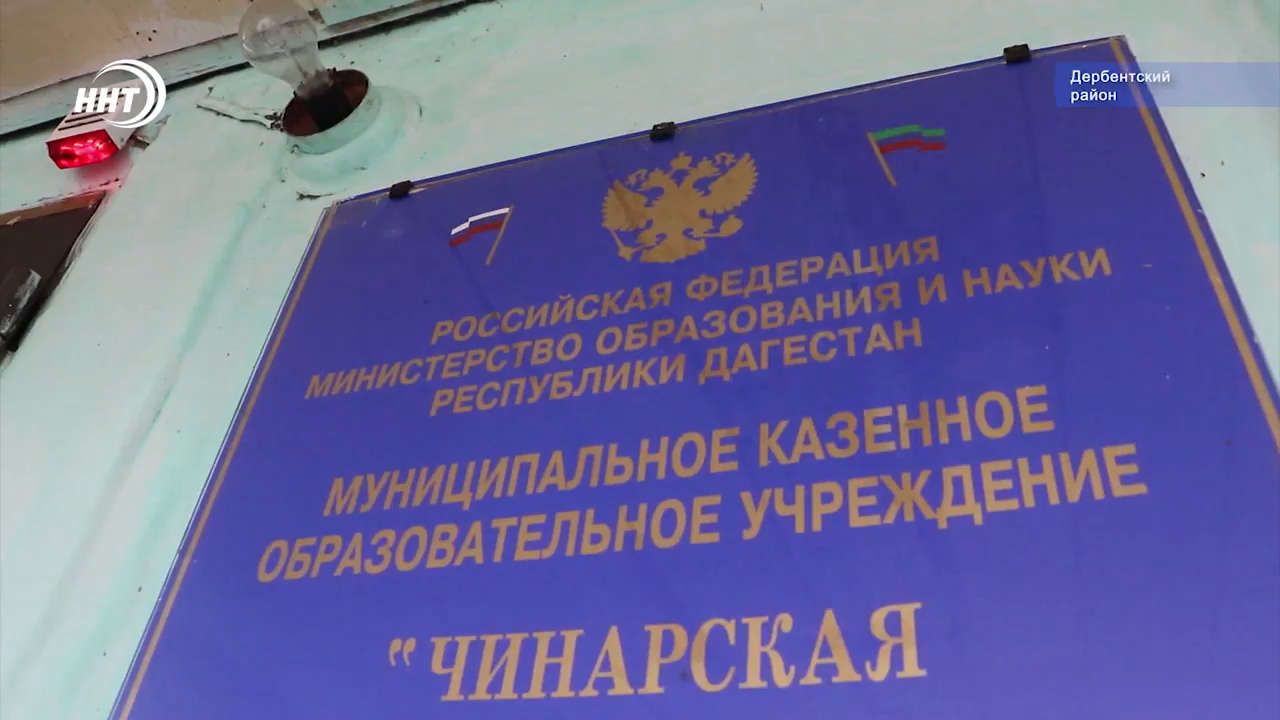 ННТ
Дербентский
район
РОССИЙСКАЯ ФЕДЕРАЦИЯ
МИНИСТЕРСТВО ОБРАЗОВАНИЯ И НАУКИ
РЕСПУБЛИКИ ДАГЕСТАН
МУНИЦИПАЛЬНОЕ КАЗЕННОЕ
ОБРАЗОВАТЕЛЬНОЕ УЧРЕЖДЕНИЕ
"ЧИНАРСКАЯ